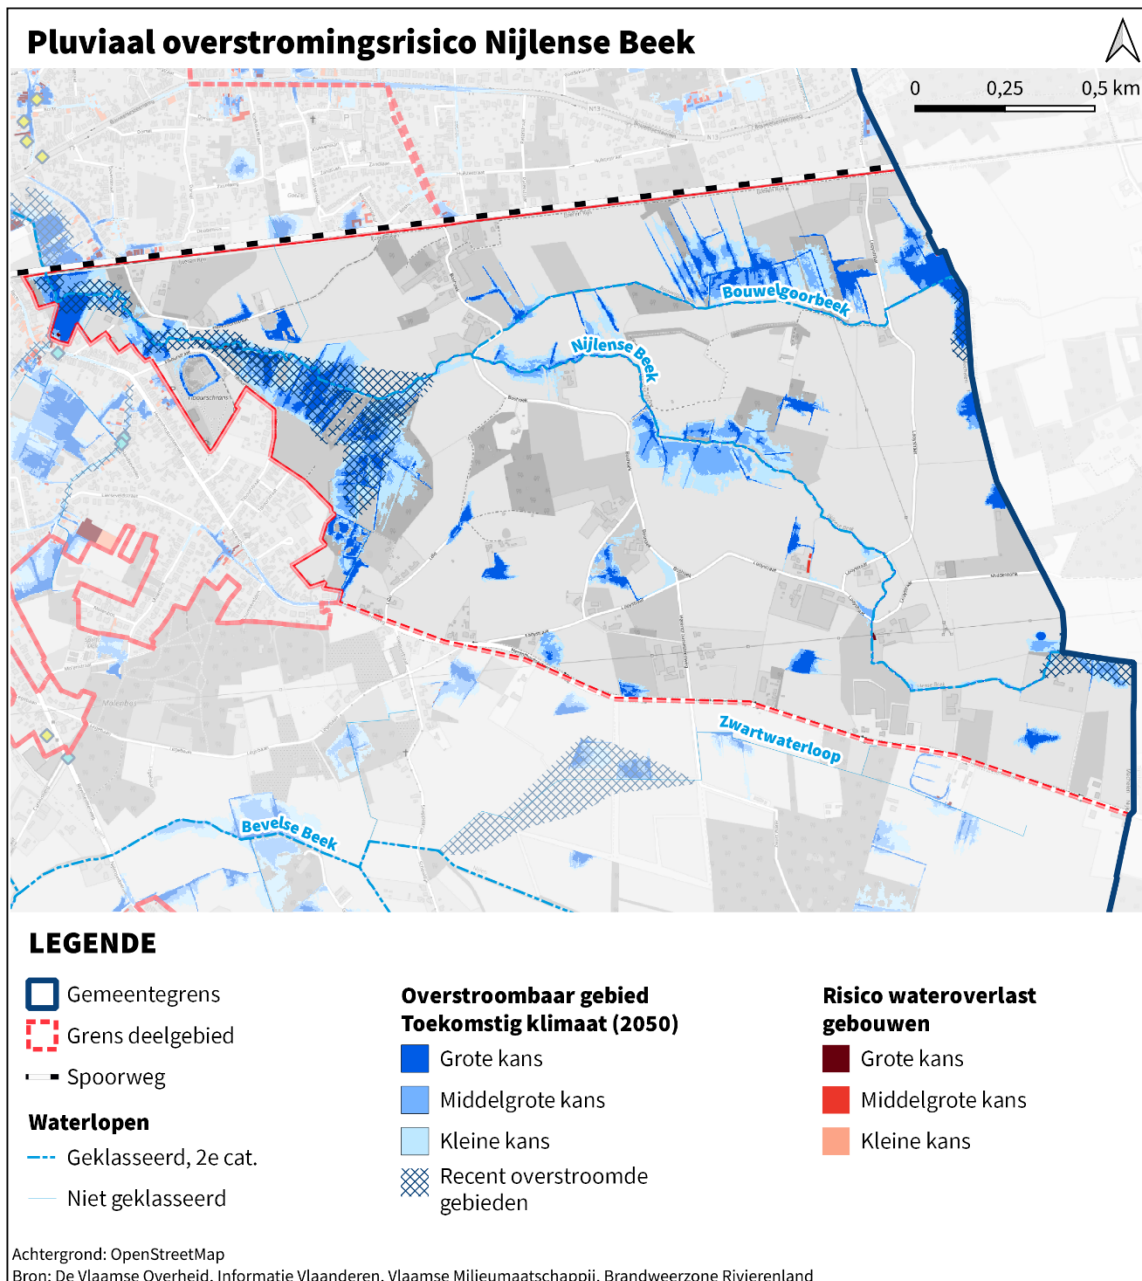 Pluviaal overstromingsrisico Nijlense Beek
0 0,25 0,5 km
Bouwelgoorbeek
Nijlense Beek
Zwartwaterloop
Bevelse Beek
LEGENDE
Gemeentegrens
Grens deelgebied
Spoorweg
Waterlopen
Geklasseerd, 2e cat.
Niet geklasseerd
Overstroombaar gebied
Toekomstig klimaat (2050)
Grote kans
Middelgrote kans
Kleine kans
Recent overstroomde
gebieden
Risico wateroverlast
gebouwen
Grote kans
Middelgrote kans
Kleine kans
Achtergrond: OpenStreetMap
Bron: De Vlaamse Overheid, Informatie Vlaanderen, Vlaamse Milieumaatschappij, Brandweerzone Rivierenland